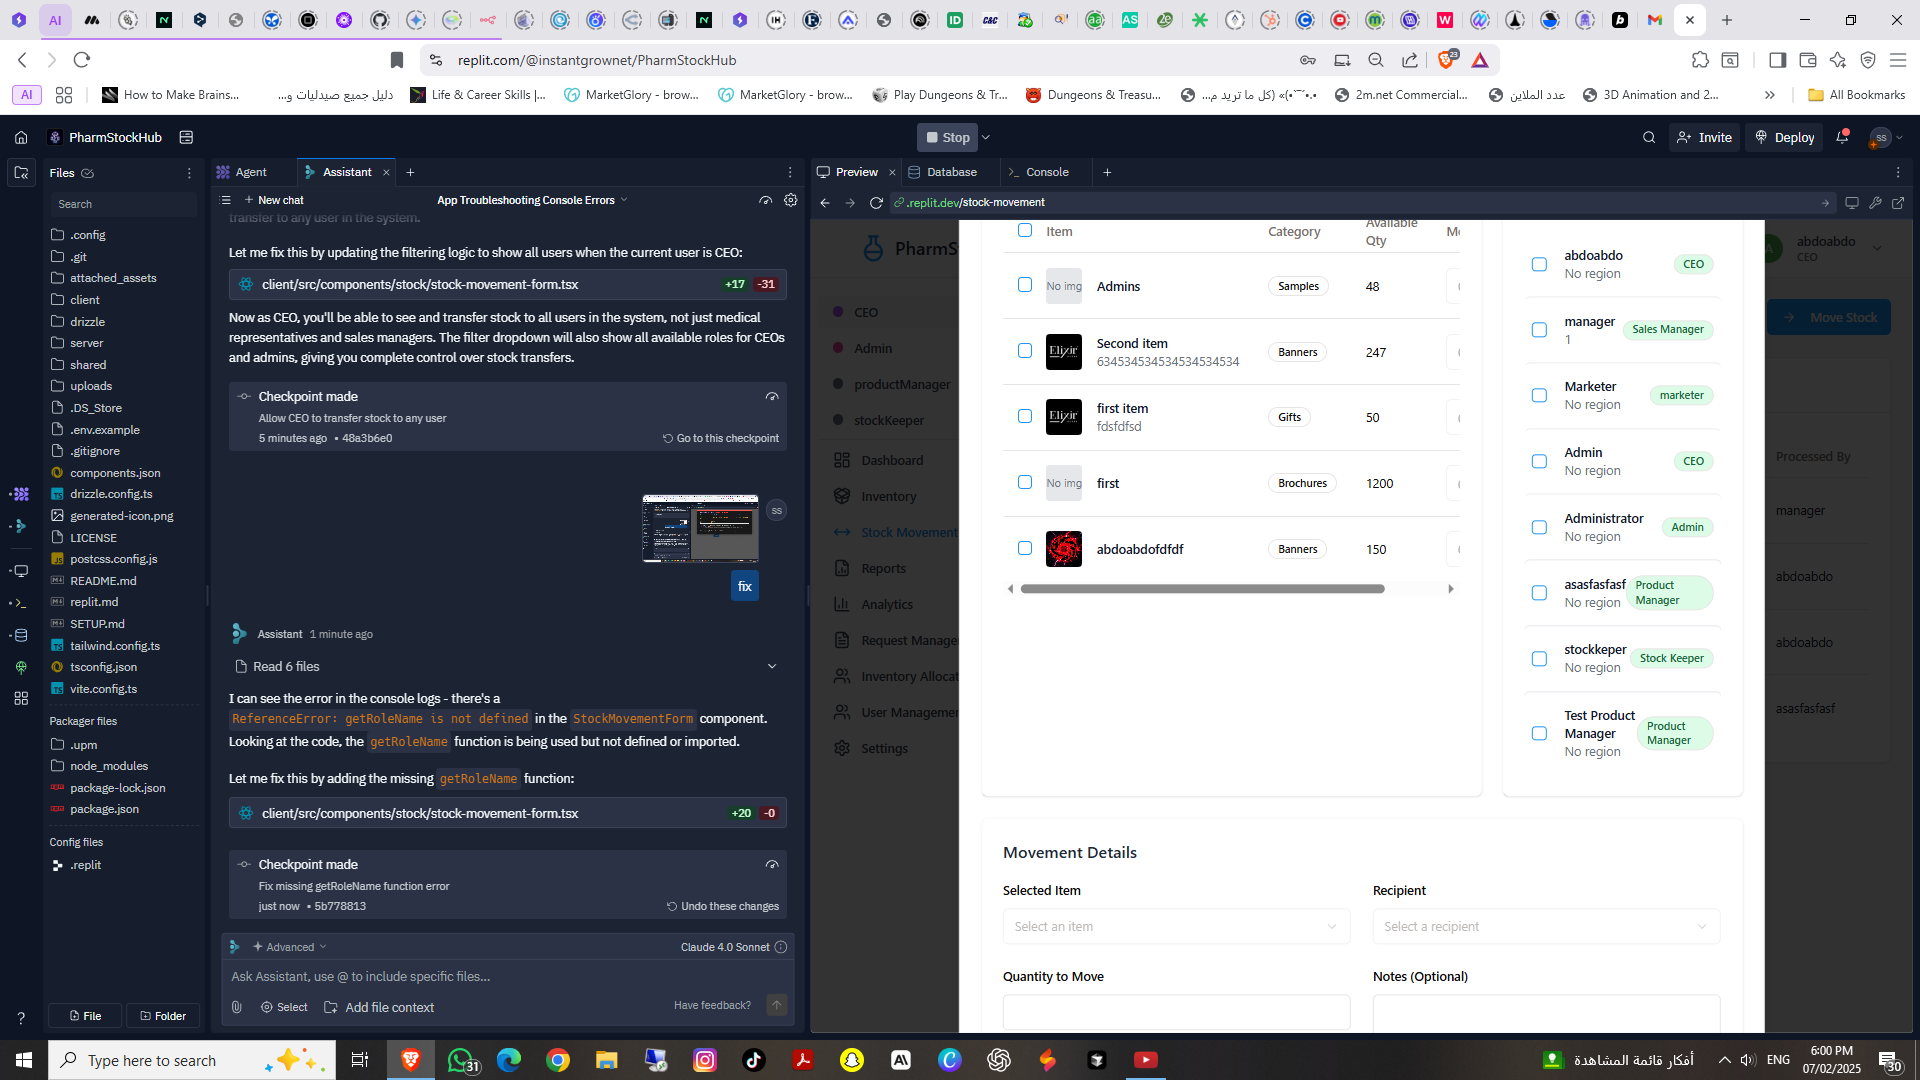 replit.com/@instantgrownet/PharmStockHub
23
AI
How to Make Brains...
دليل جميع صيدليات و...
Life & Career Skills |...
MarketGlory - brow...
MarketGlory - brow...
Play Dungeons & Tr...
Dungeons & Treasu...
2m.net Commercial...
عدد الملاين
3D Animation and 2...
All Bookmarks
PharmStockHub
Stop
Invite
Deploy
SS
Files
Search
.config
.git
attached_assets
client
drizzle
server
shared
uploads
.DS_Store
.env.example
.gitignore
components.json
drizzle.config.ts
generated-icon.png
LICENSE
postcss.config.js
README.md
replit.md
SETUP.md
tailwind.config.ts
tsconfig.json
vite.config.ts
Packager files
.upm
node_modules
package-lock.json
package.json
Config files
.replit
File
Folder
Agent
Assistant
New chat
App Troubleshooting Console Errors
transfer to any user in the system.
Let me fix this by updating the filtering logic to show all users when the current user is CEO:
client/src/components/stock/stock-movement-form.tsx
+17
-31
Now as CEO, you'll be able to see and transfer stock to all users in the system, not just medical
representatives and sales managers. The filter dropdown will also show all available roles for CEOs
and admins, giving you complete control over stock transfers.
Checkpoint made
Allow CEO to transfer stock to any user
5 minutes ago • 48a3b6e0
Go to this checkpoint
SS
fix
Assistant 1 minute ago
Read 6 files
I can see the error in the console logs - there's a
ReferenceError: getRoleName is not defined in the StockMovementForm component.
Looking at the code, the getRoleName function is being used but not defined or imported.
Let me fix this by adding the missing getRoleName function:
client/src/components/stock/stock-movement-form.tsx
+20
-0
Checkpoint made
Fix missing getRoleName function error
just now • 5b778813
Undo these changes
Advanced
Claude 4.0 Sonnet
Ask Assistant, use @ to include specific files...
Select
Add file context
Have feedback?
Preview
Database
Console
.replit.dev/stock-movement
PharmS
CEO
Admin
productManager
stockKeeper
Dashboard
Inventory
Stock Movement
Reports
Analytics
Request Manage
Inventory Allocat
User Managemen
Settings
Item
Category
Available
Qty
Mo
No img
Admins
Samples
48
Elixir
Second item
634534534534534534534
Banners
247
Elixir
first item
fdsfdfsd
Gifts
50
No img
first
Brochures
1200
abdoabdofdfdf
Banners
150
abdoabdo
No region
CEO
manager
1
Sales Manager
Marketer
No region
marketer
Admin
No region
CEO
Administrator
No region
Admin
asasfasfasf
No region
Product
Manager
stockkeper
No region
Stock Keeper
Test Product
Manager
No region
Product
Manager
abdoabdo
CEO
Move Stock
Processed By
manager
abdoabdo
abdoabdo
asasfasfasf
Movement Details
Selected Item
Select an item
Recipient
Select a recipient
Quantity to Move
Notes (Optional)
Type here to search
31
أفكار قائمة المشاهدة
ENG
6:00 PM
07/02/2025
30